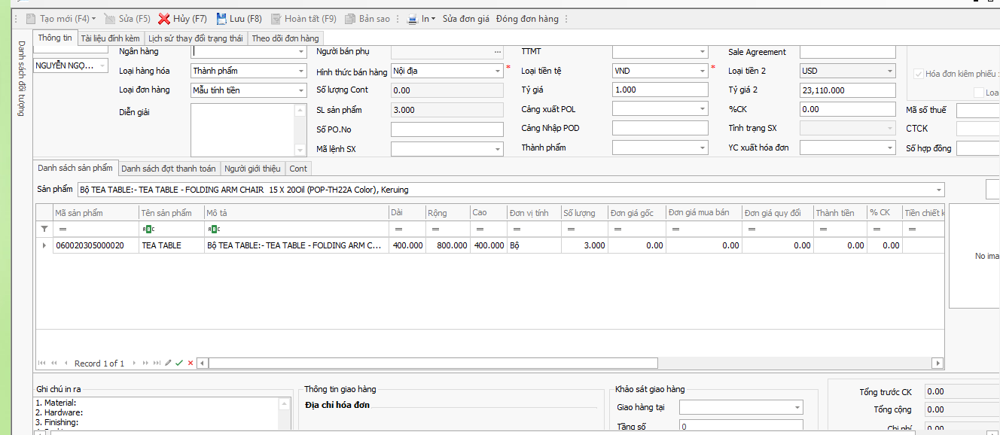 Tạo mới (F4) Sửa (F5) Hủy (F7) Lưu (F8) Hoàn tất (F9) Bản sao In Sửa đơn giá Đóng đơn hàng
Danh sách đối tượng
Thông tin Tài liệu đính kèm Lịch sử thay đổi trạng thái Theo dõi đơn hàng
Ngân hàng Người bán phụ ... TTMT Sale Agreement
NGUYỄN NGỌ... Loại hàng hóa Thành phẩm Hình thức bán hàng Nội địa * Loại tiền tệ VND * Loại tiền 2 USD Hóa đơn kiêm phiếu
Loại đơn hàng Mẫu tính tiền Số lượng Cont 0.00 Tỷ giá 1.000 Tỷ giá 2 23,110.000
Diễn giải SL sản phẩm 3.000 Cảng xuất POL %CK 0.00 Mã số thuế
Số PO.No Cảng Nhập POD Tình trạng SX CTCK
Mã lệnh SX Thành phẩm YC xuất hóa đơn Số hợp đồng
Danh sách sản phẩm Danh sách đợt thanh toán Người giới thiệu Cont
Sản phẩm Bộ TEA TABLE:- TEA TABLE - FOLDING ARM CHAIR 15 X 20Oil (POP-TH22A Color), Keruing
Mã sản phẩm Tên sản phẩm Mô tả Dài Rộng Cao Đơn vị tính Số lượng Đơn giá gốc Đơn giá mua bán Đơn giá quy đổi Thành tiền % CK Tiền chiết
= ABC ABC = = = = = = = = = = =
060020305000020 TEA TABLE Bộ TEA TABLE:- TEA TABLE - FOLDING ARM C... 400.000 800.000 400.000 Bộ 3.000 0.00 0.00 0.00 0.00 0.00
No ima
Record 1 of 1
Ghi chú in ra Thông tin giao hàng Khảo sát giao hàng
1. Material: Địa chỉ hóa đơn Giao hàng tại Tổng trước CK 0.00
2. Hardware: Tổng cộng 0.00
3. Finishing: Tầng số 0 Chi phí 0.00